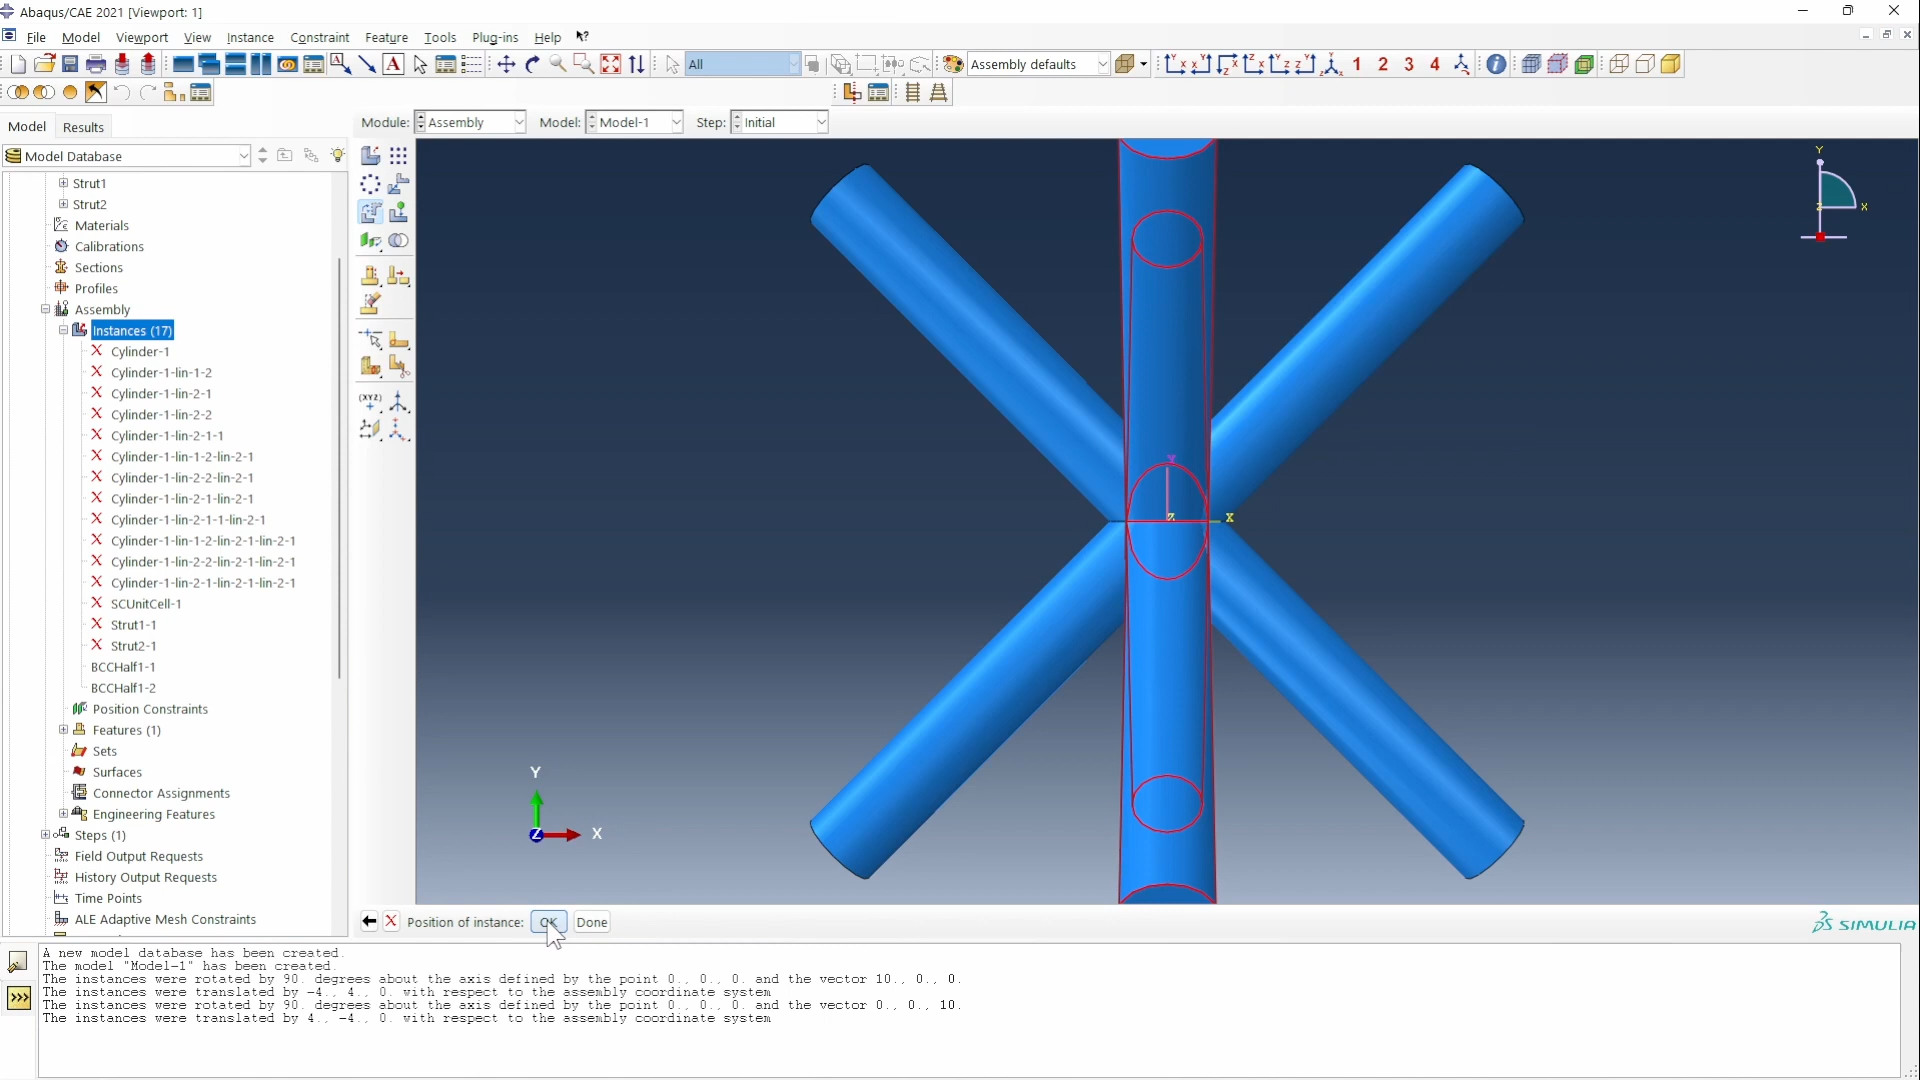 Abaqus/CAE 2021 [Viewport: 1]
File Model Viewport View Instance Constraint Feature Tools Plug-ins Help
All
Assembly defaults
1 2 3 4
Model Results
Module: Assembly Model: Model-1 Step: Initial
Model Database
Strut1
Strut2
Materials
Calibrations
Sections
Profiles
Assembly
Instances (17)
Cylinder-1
Cylinder-1-lin-1-2
Cylinder-1-lin-2-1
Cylinder-1-lin-2-2
Cylinder-1-lin-2-1-1
Cylinder-1-lin-1-2-lin-2-1
Cylinder-1-lin-2-2-lin-2-1
Cylinder-1-lin-2-1-lin-2-1
Cylinder-1-lin-2-1-1-lin-2-1
Cylinder-1-lin-1-2-lin-2-1-lin-2-1
Cylinder-1-lin-2-2-lin-2-1-lin-2-1
Cylinder-1-lin-2-1-lin-2-1-lin-2-1
SCUnitCell-1
Strut1-1
Strut2-1
BCCHalf1-1
BCCHalf1-2
Position Constraints
Features (1)
Sets
Surfaces
Connector Assignments
Engineering Features
Steps (1)
Field Output Requests
History Output Requests
Time Points
ALE Adaptive Mesh Constraints
Y
X
Z
X
Y
Z X
Position of instance: OK Done
SIMULIA
A new model database has been created.
The model "Model-1" has been created.
The instances were rotated by 90. degrees about the axis defined by the point 0., 0., 0. and the vector 10., 0., 0.
The instances were translated by -4., 4., 0. with respect to the assembly coordinate system
The instances were rotated by 90. degrees about the axis defined by the point 0., 0., 0. and the vector 0., 0., 10.
The instances were translated by 4., -4., 0. with respect to the assembly coordinate system